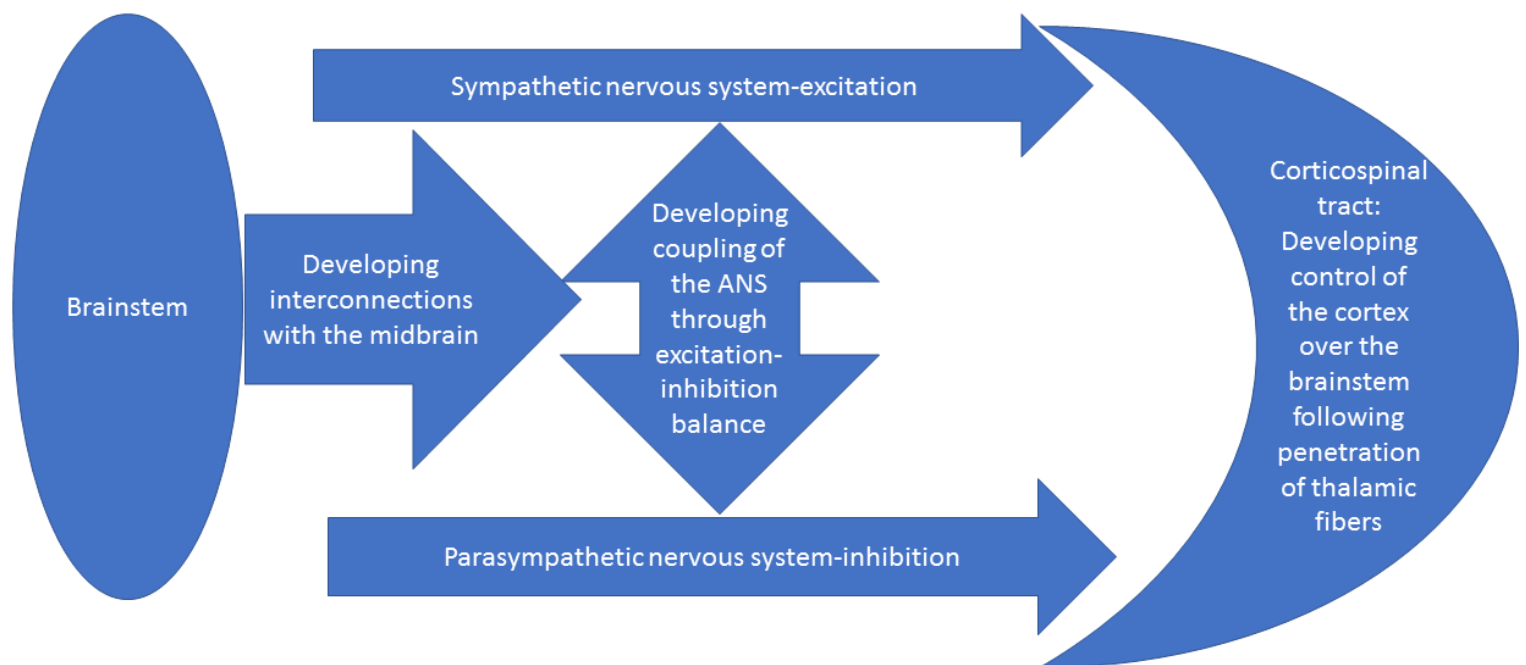 Sympathetic nervous system-excitation
Brainstem
Developing
interconnections
with the midbrain
Developing
coupling of
the ANS
through
excitation-
inhibition
balance
Parasympathetic nervous system-inhibition
Corticospinal
tract:
Developing
control of
the cortex
over the
brainstem
following
penetration
of thalamic
fibers